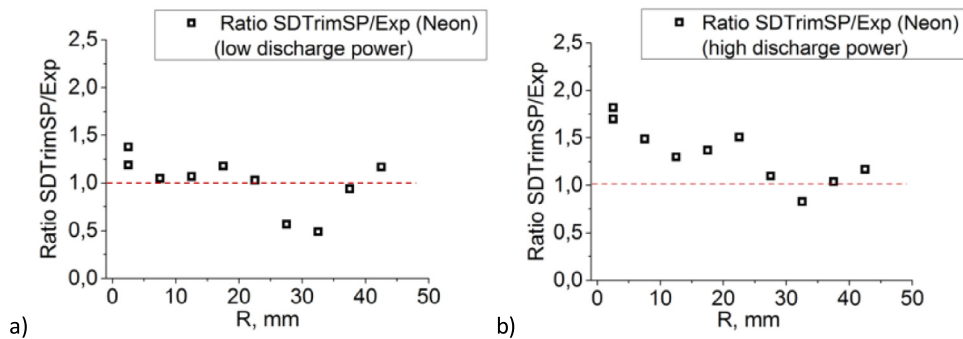 Ratio SDTrimSP/Exp (Neon)
(low discharge power)
Ratio SDTrimSP/Exp
2,5
2,0
1,5
1,0
0,5
0,0
0 10 20 30 40 50
R, mm
a)
Ratio SDTrimSP/Exp (Neon)
(high discharge power)
Ratio SDTrimSP/Exp
2,5
2,0
1,5
1,0
0,5
0,0
0 10 20 30 40 50
R, mm
b)